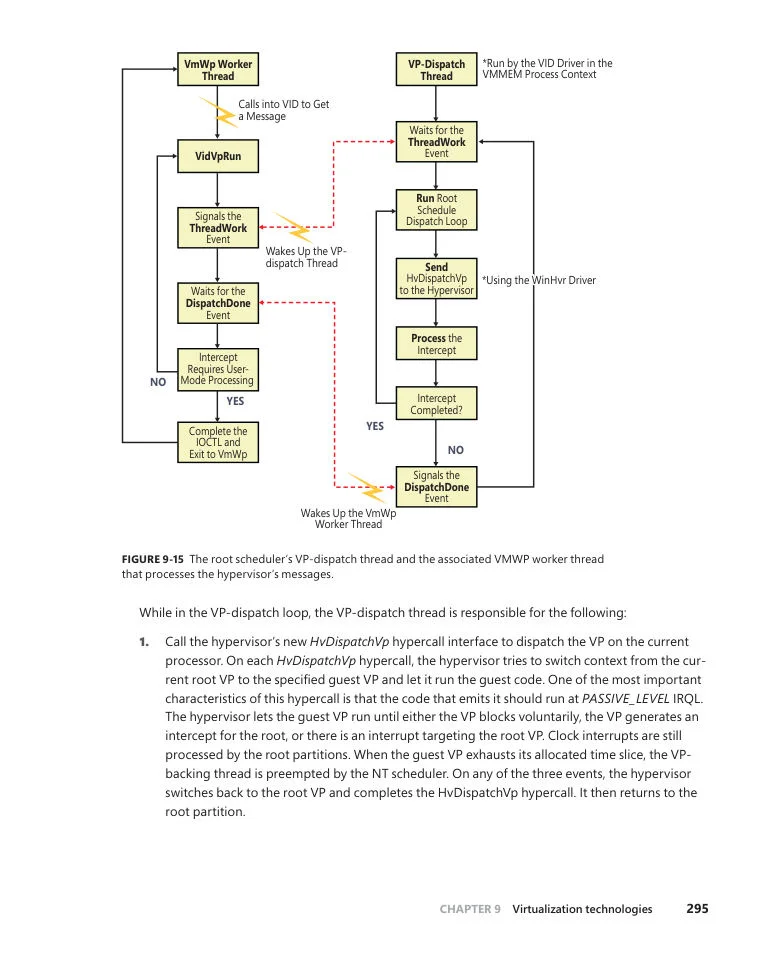 VmWp Worker
Thread
Calls into VID to Get
a Message
VidVpRun
Signals the
ThreadWork
Event
Wakes Up the VP-
dispatch Thread
Waits for the
DispatchDone
Event
Intercept
Requires User-
Mode Processing
NO
YES
Complete the
IOCTL and
Exit to VmWp
VP-Dispatch
Thread
*Run by the VID Driver in the
VMMEM Process Context
Waits for the
ThreadWork
Event
Run Root
Schedule
Dispatch Loop
Send
HvDispatchVp
to the Hypervisor
*Using the WinHvr Driver
Process the
Intercept
Intercept
Completed?
YES
NO
Signals the
DispatchDone
Event
Wakes Up the VmWp
Worker Thread
FIGURE 9-15 The root scheduler’s VP-dispatch thread and the associated VMWP worker thread
that processes the hypervisor’s messages.
While in the VP-dispatch loop, the VP-dispatch thread is responsible for the following:
1. Call the hypervisor’s new HvDispatchVp hypercall interface to dispatch the VP on the current
processor. On each HvDispatchVp hypercall, the hypervisor tries to switch context from the cur-
rent root VP to the specified guest VP and let it run the guest code. One of the most important
characteristics of this hypercall is that the code that emits it should run at PASSIVE_LEVEL IRQL.
The hypervisor lets the guest VP run until either the VP blocks voluntarily, the VP generates an
intercept for the root, or there is an interrupt targeting the root VP. Clock interrupts are still
processed by the root partitions. When the guest VP exhausts its allocated time slice, the VP-
backing thread is preempted by the NT scheduler. On any of the three events, the hypervisor
switches back to the root VP and completes the HvDispatchVp hypercall. It then returns to the
root partition.
CHAPTER 9 Virtualization technologies 295